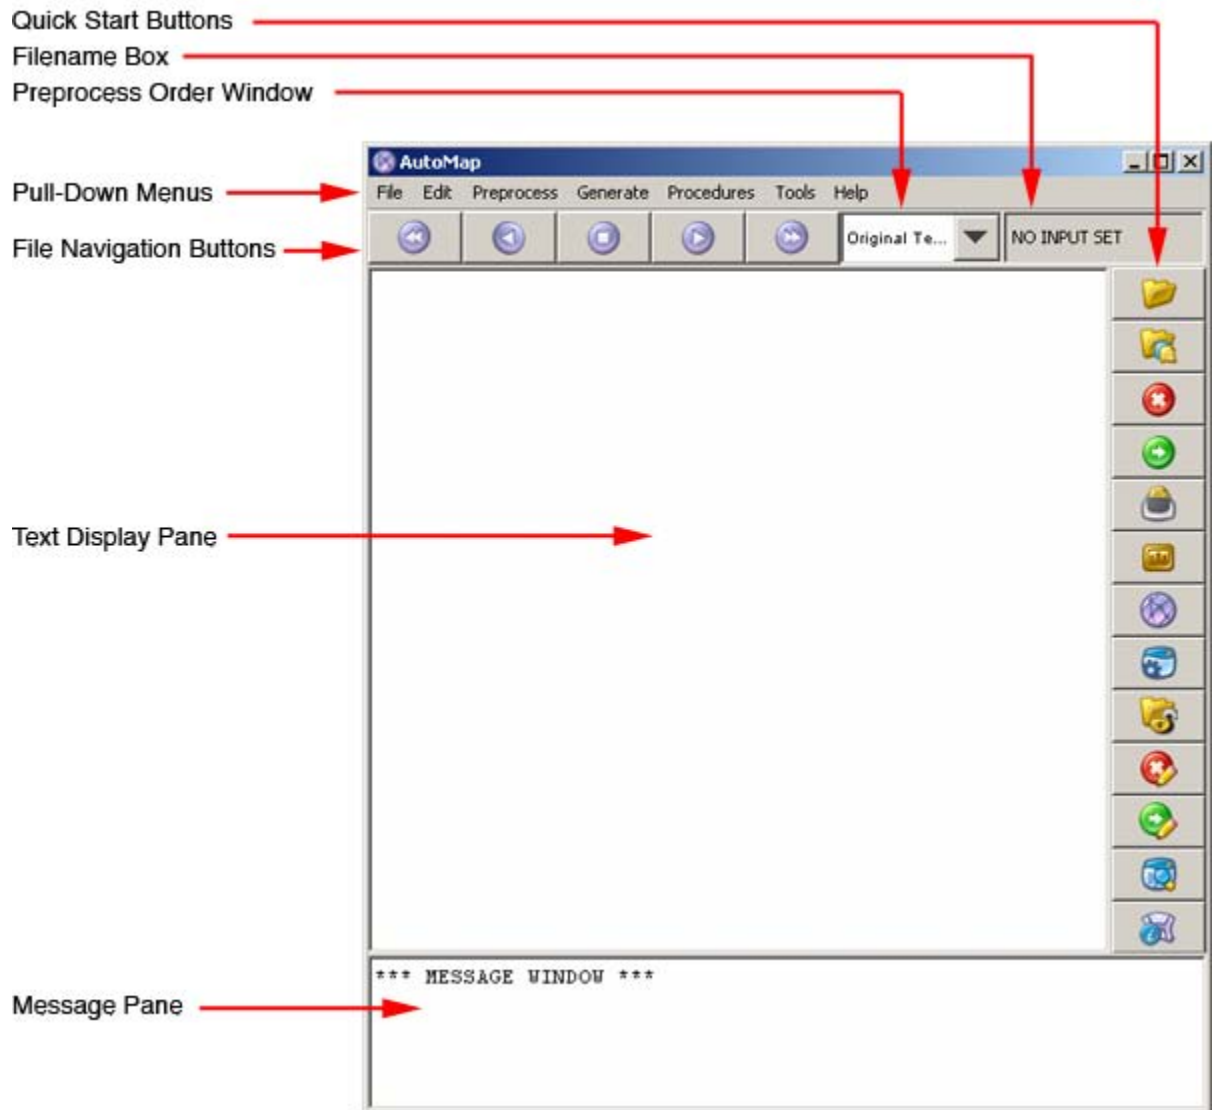 Quick Start Buttons
Filename Box
Preprocess Order Window
AutoMap
Pull-Down Menus
File Edit Preprocess Generate Procedures Tools Help
File Navigation Buttons
Original Te...
NO INPUT SET
Text Display Pane
*** MESSAGE WINDOW ***
Message Pane